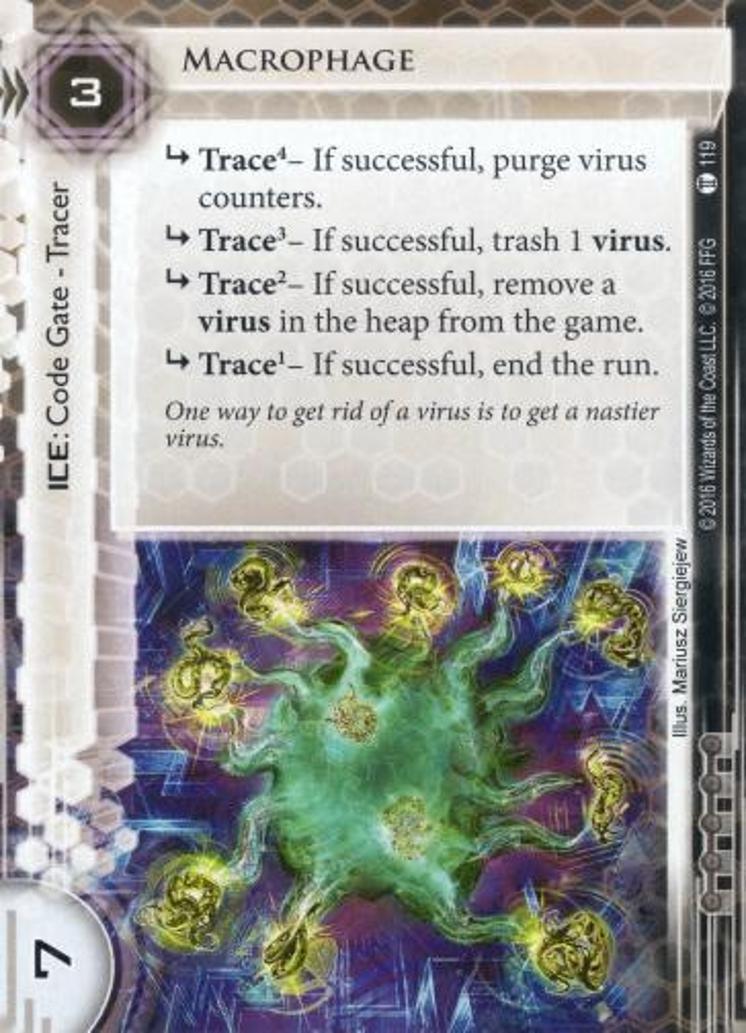 MACROPHAGE
3
↳ Trace⁴– If successful, purge virus
counters.
↳ Trace³– If successful, trash 1 virus.
↳ Trace²– If successful, remove a
virus in the heap from the game.
↳ Trace¹– If successful, end the run.
One way to get rid of a virus is to get a nastier
virus.
ICE: Code Gate - Tracer
7
Illus. Mariusz Siergiejew
© 2016 Wizards of the Coast LLC. © 2016 FFG
119